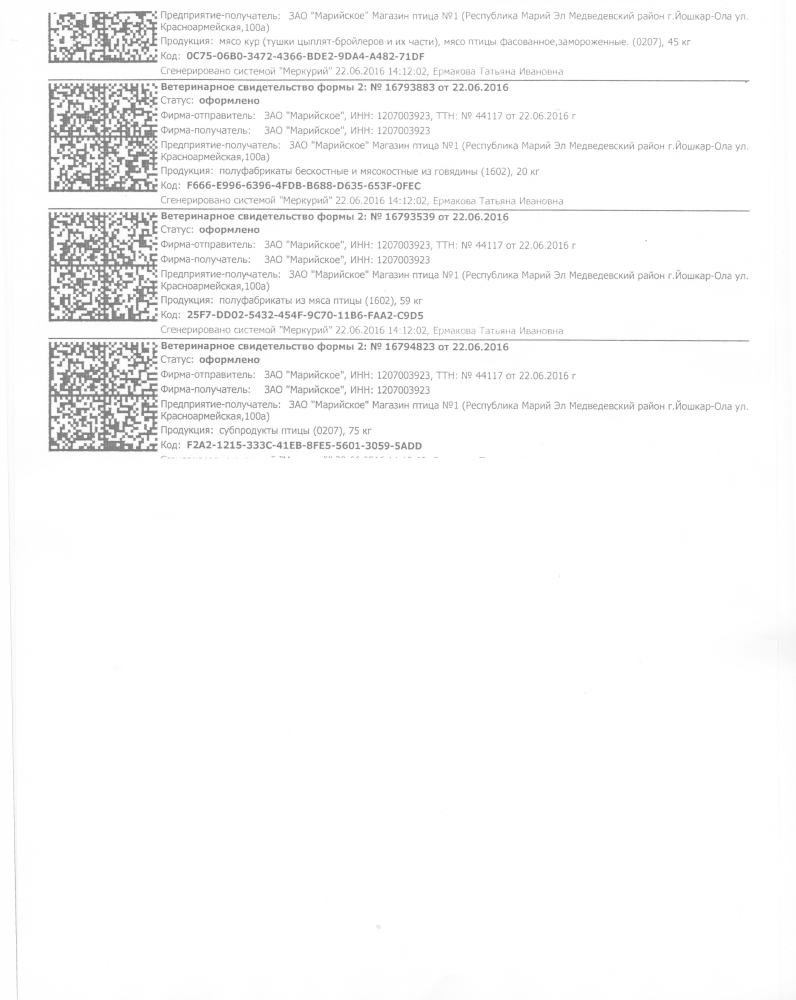 Предприятие-получатель: ЗАО "Марийское" Магазин птица №1 (Республика Марий Эл Медведевский район г.Йошкар-Ола ул.
Красноармейская,100а)
Продукция: мясо кур (тушки цыплят-бройлеров и их части), мясо птицы фасованное,замороженные. (0207), 45 кг
Код: 0C75-06B0-3472-4366-BDE2-9DA4-A482-71DF
Сгенерировано системой "Меркурий" 22.06.2016 14:12:02, Ермакова Татьяна Ивановна
Ветеринарное свидетельство формы 2: № 16793883 от 22.06.2016
Статус: оформлено
Фирма-отправитель: ЗАО "Марийское", ИНН: 1207003923, ТТН: № 44117 от 22.06.2016 г
Фирма-получатель: ЗАО "Марийское", ИНН: 1207003923
Предприятие-получатель: ЗАО "Марийское" Магазин птица №1 (Республика Марий Эл Медведевский район г.Йошкар-Ола ул.
Красноармейская,100а)
Продукция: полуфабрикаты бескостные и мясокостные из говядины (1602), 20 кг
Код: F666-E996-6396-4FDB-B688-D635-653F-0FEC
Сгенерировано системой "Меркурий" 22.06.2016 14:12:02, Ермакова Татьяна Ивановна
Ветеринарное свидетельство формы 2: № 16793539 от 22.06.2016
Статус: оформлено
Фирма-отправитель: ЗАО "Марийское", ИНН: 1207003923, ТТН: № 44117 от 22.06.2016 г
Фирма-получатель: ЗАО "Марийское", ИНН: 1207003923
Предприятие-получатель: ЗАО "Марийское" Магазин птица №1 (Республика Марий Эл Медведевский район г.Йошкар-Ола ул.
Красноармейская,100а)
Продукция: полуфабрикаты из мяса птицы (1602), 59 кг
Код: 25F7-DD02-5432-454F-9C70-11B6-FAA2-C9D5
Сгенерировано системой "Меркурий" 22.06.2016 14:12:02, Ермакова Татьяна Ивановна
Ветеринарное свидетельство формы 2: № 16794823 от 22.06.2016
Статус: оформлено
Фирма-отправитель: ЗАО "Марийское", ИНН: 1207003923, ТТН: № 44117 от 22.06.2016 г
Фирма-получатель: ЗАО "Марийское", ИНН: 1207003923
Предприятие-получатель: ЗАО "Марийское" Магазин птица №1 (Республика Марий Эл Медведевский район г.Йошкар-Ола ул.
Красноармейская,100а)
Продукция: субпродукты птицы (0207), 75 кг
Код: F2A2-1215-333C-41EB-8FE5-5601-3059-5ADD